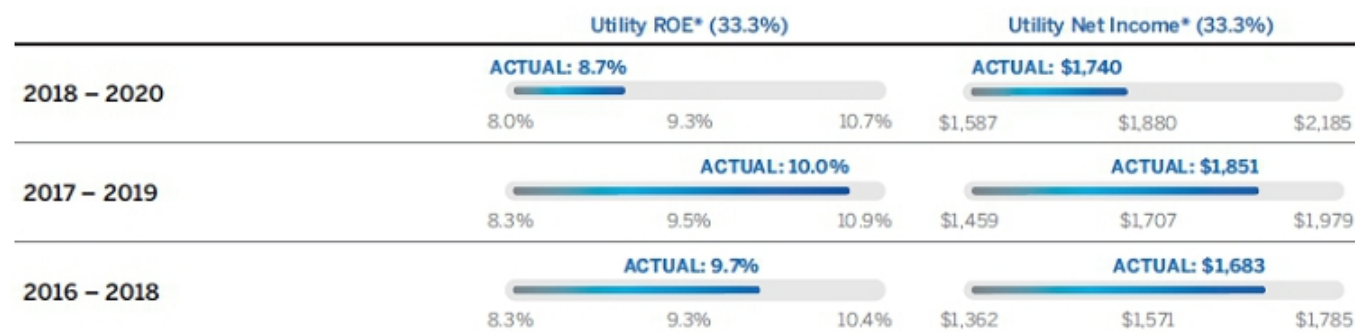 Utility ROE* (33.3%) Utility Net Income* (33.3%)
ACTUAL: 8.7% ACTUAL: $1,740
2018 – 2020
8.0% 9.3% 10.7% $1,587 $1,880 $2,185
ACTUAL: 10.0% ACTUAL: $1,851
2017 – 2019
8.3% 9.5% 10.9% $1,459 $1,707 $1,979
ACTUAL: 9.7% ACTUAL: $1,683
2016 – 2018
8.3% 9.3% 10.4% $1,362 $1,571 $1,785